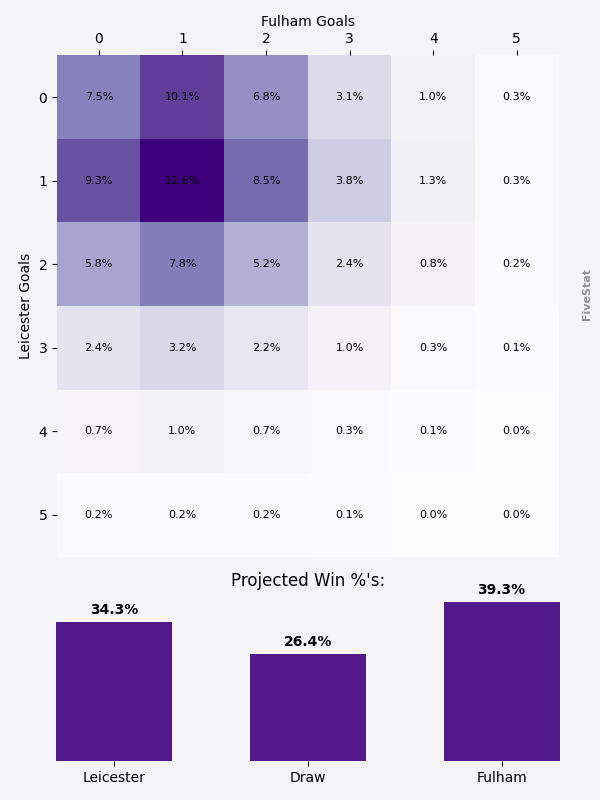 Fulham Goals
0 1 2 3 4 5
0 7.5% 10.1% 6.8% 3.1% 1.0% 0.3%
1 9.3% 12.6% 8.5% 3.8% 1.3% 0.3%
2 5.8% 7.8% 5.2% 2.4% 0.8% 0.2%
3 2.4% 3.2% 2.2% 1.0% 0.3% 0.1%
4 0.7% 1.0% 0.7% 0.3% 0.1% 0.0%
5 0.2% 0.2% 0.2% 0.1% 0.0% 0.0%
Leicester Goals
FiveStat
Projected Win %'s:
34.3% 26.4% 39.3%
Leicester Draw Fulham